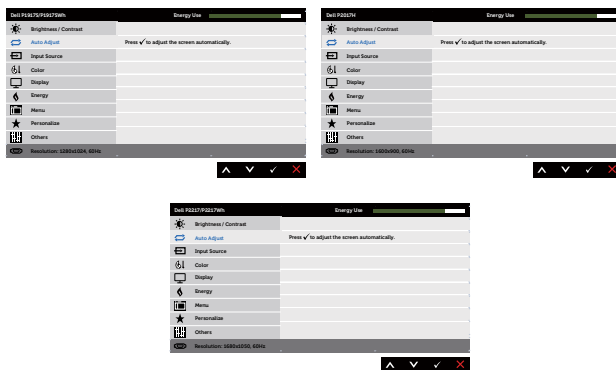 Dell P1917S/P1917SWh Energy Use
Brightness / Contrast
Auto Adjust Press ✓ to adjust the screen automatically.
Input Source
Color
Display
Energy
Menu
Personalize
Others
Resolution: 1280x1024, 60Hz
Dell P2017H Energy Use
Brightness / Contrast
Auto Adjust Press ✓ to adjust the screen automatically.
Input Source
Color
Display
Energy
Menu
Personalize
Others
Resolution: 1600x900, 60Hz
Dell P2217/P2217Wh Energy Use
Brightness / Contrast
Auto Adjust Press ✓ to adjust the screen automatically.
Input Source
Color
Display
Energy
Menu
Personalize
Others
Resolution: 1680x1050, 60Hz